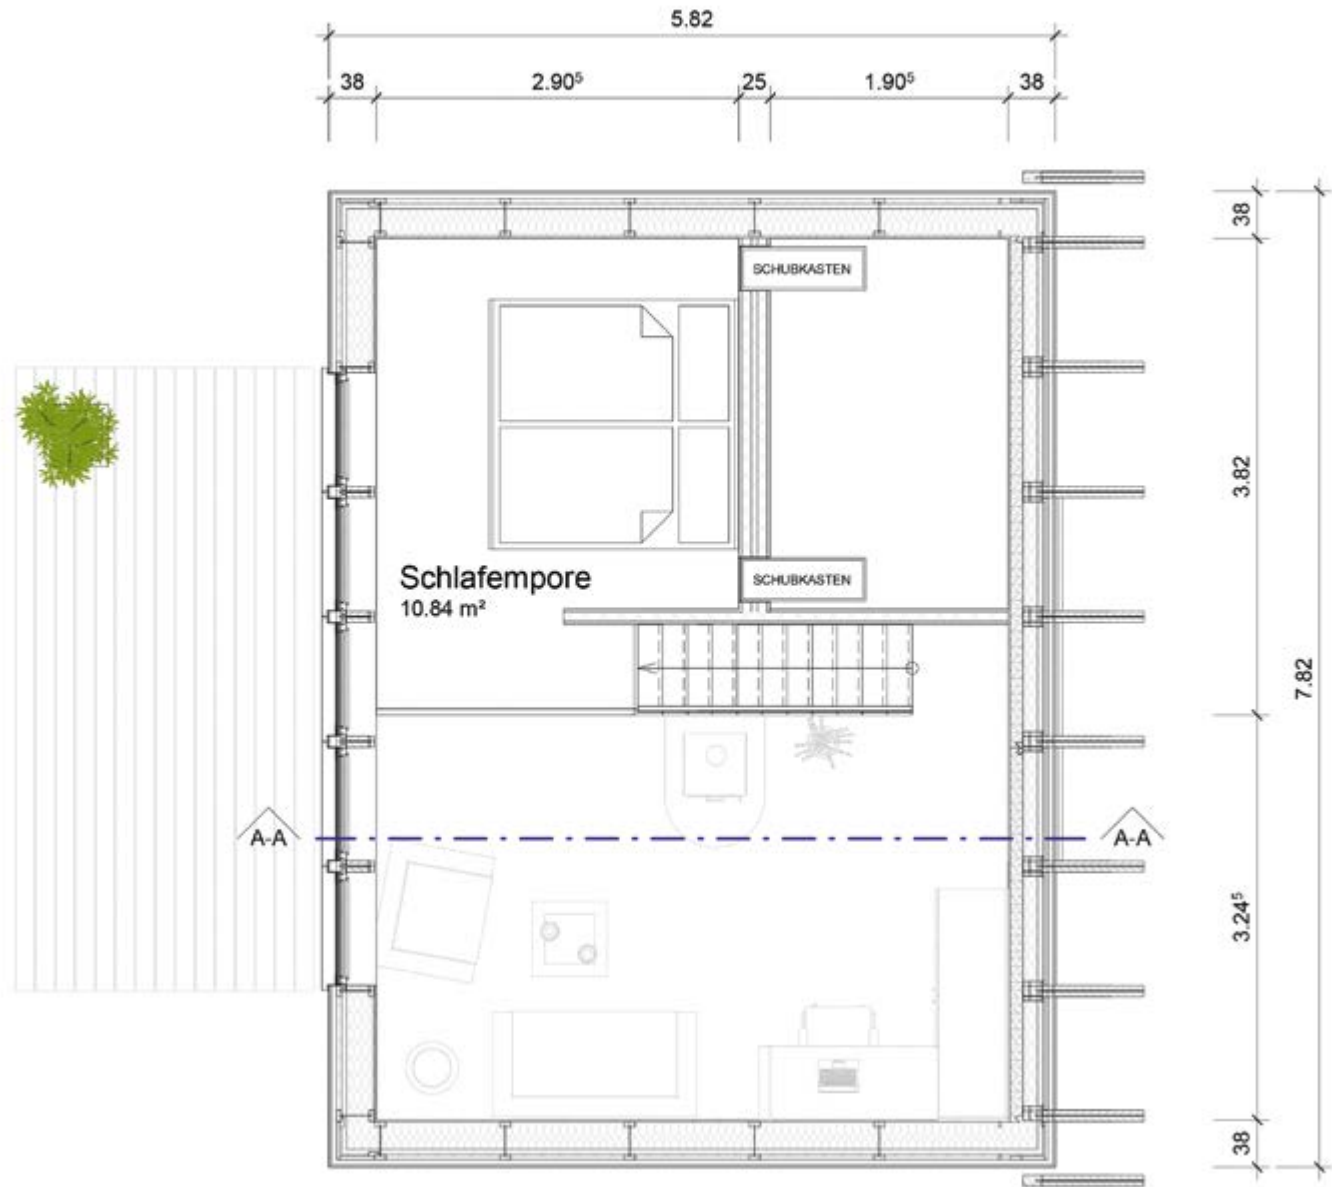 5.82
38 2.90⁵ 25 1.90⁵ 38
38
SCHUBKASTEN
3.82
Schlafempore
10.84 m²
SCHUBKASTEN
7.82
A-A A-A
3.24⁵
38